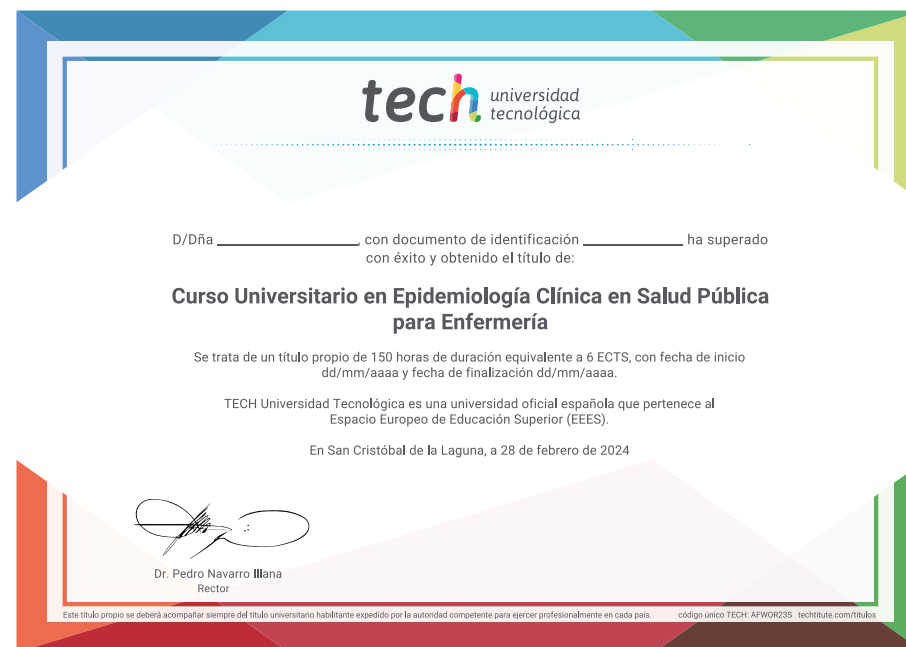 tech universidad
tecnológica
D/Dña ____________________, con documento de identificación ______________ ha superado
con éxito y obtenido el título de:
Curso Universitario en Epidemiología Clínica en Salud Pública
para Enfermería
Se trata de un título propio de 150 horas de duración equivalente a 6 ECTS, con fecha de inicio
dd/mm/aaaa y fecha de finalización dd/mm/aaaa.
TECH Universidad Tecnológica es una universidad oficial española que pertenece al
Espacio Europeo de Educación Superior (EEES).
En San Cristóbal de la Laguna, a 28 de febrero de 2024
Dr. Pedro Navarro Illana
Rector
Este título propio se deberá acompañar siempre del título universitario habilitante expedido por la autoridad competente para ejercer profesionalmente en cada país. código único TECH: AFWOR23S techtitute.com/titulos